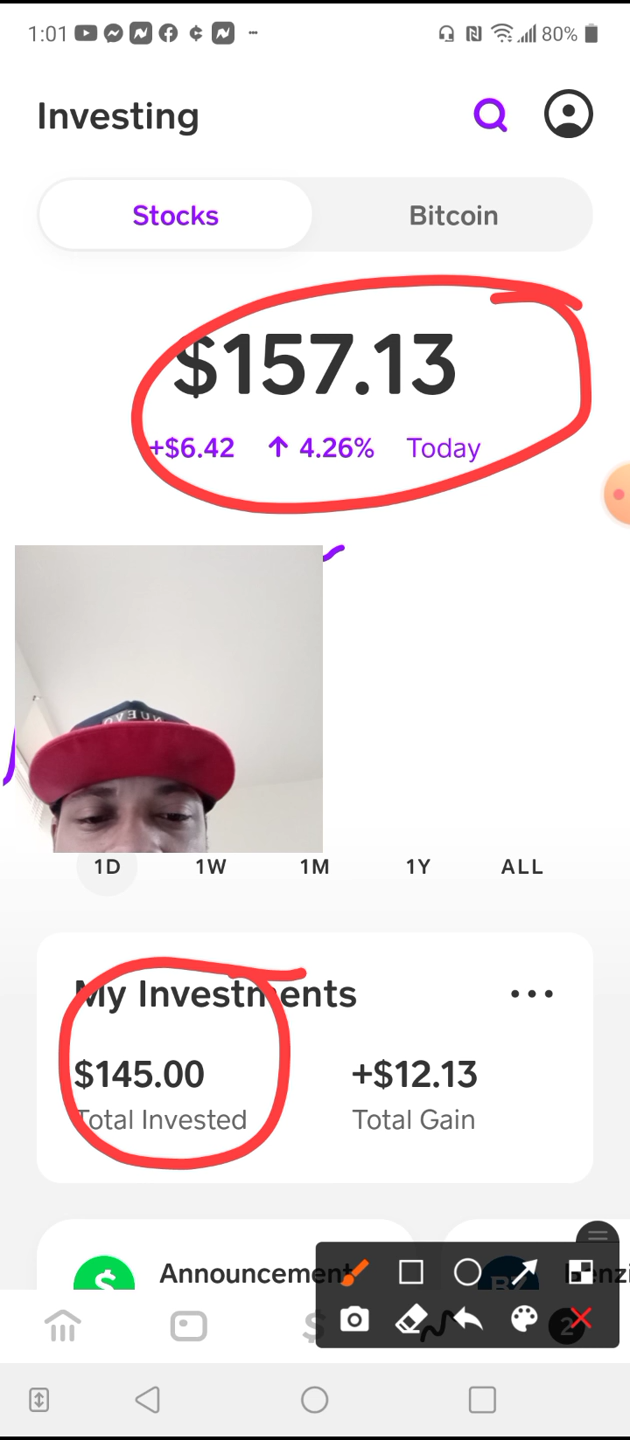 1:01 80%
Investing
Stocks Bitcoin
$157.13
+$6.42 ↑ 4.26% Today
1D 1W 1M 1Y ALL
My Investments
$145.00 +$12.13
Total Invested Total Gain
$ Announcement
$ 2